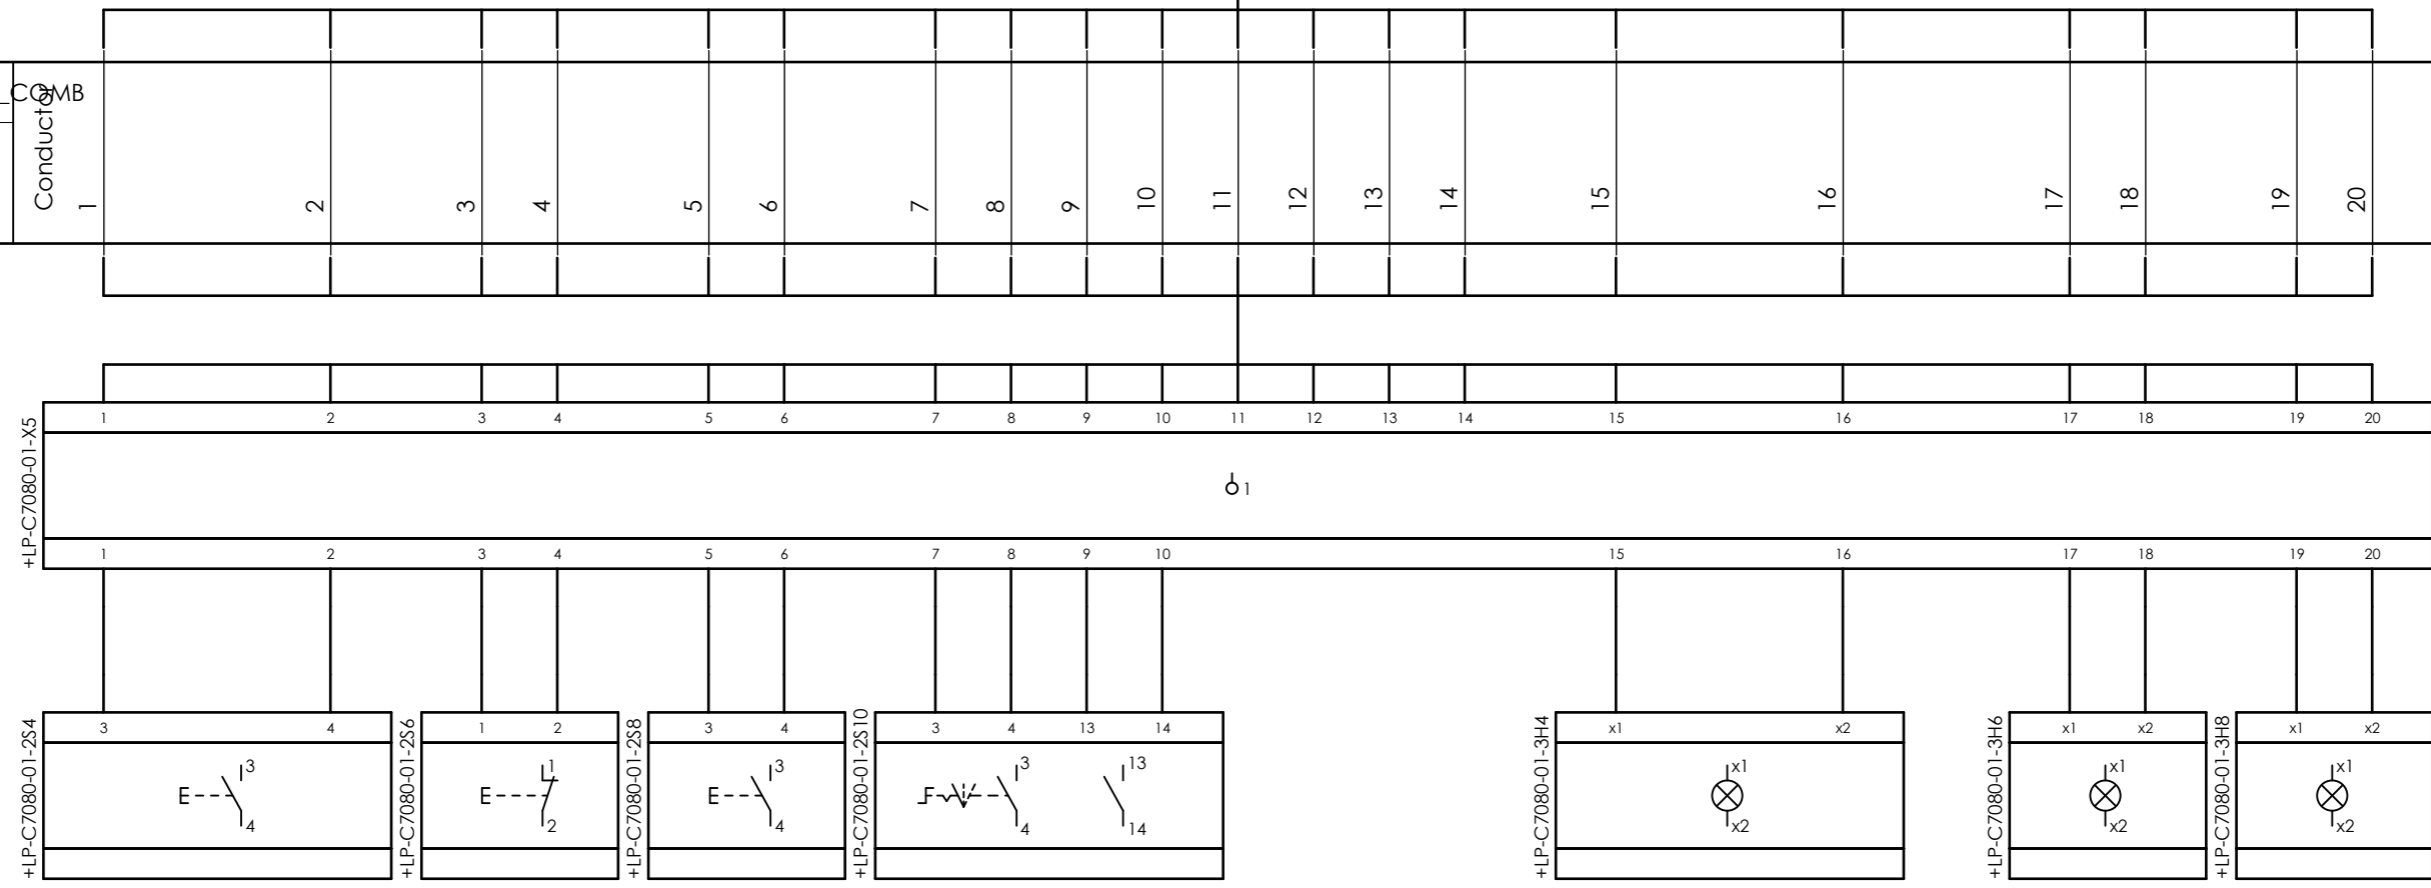 _COMB
Conductor
1 2 3 4 5 6 7 8 9 10 11 12 13 14 15 16 17 18 19 20
+LP-C7080-01-X5
1 2 3 4 5 6 7 8 9 10 11 12 13 14 15 16 17 18 19 20
1
1 2 3 4 5 6 7 8 9 10 15 16 17 18 19 20
+LP-C7080-01-2S4
3 4
E
3
4
+LP-C7080-01-2S6
1 2
E
1
2
+LP-C7080-01-2S8
3 4
E
3
4
+LP-C7080-01-2S10
3 4 13 14
3
4
13
14
+LP-C7080-01-3H4
x1 x2
x1
x2
+LP-C7080-01-3H6
x1 x2
x1
x2
+LP-C7080-01-3H8
x1 x2
x1
x2